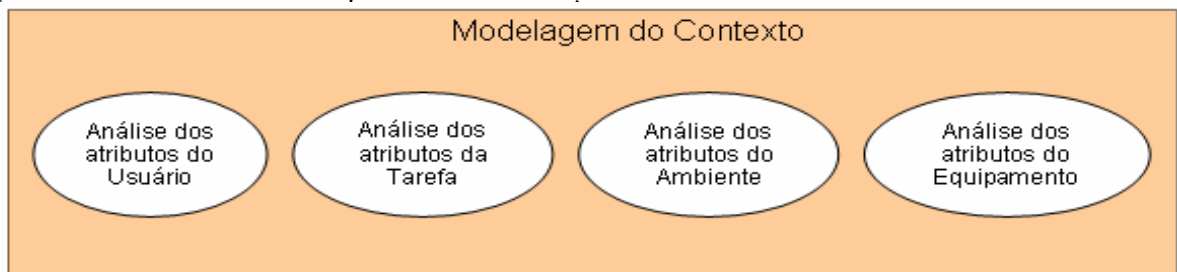 Modelagem do Contexto
Análise dos
atributos do
Usuário
Análise dos
atributos da
Tarefa
Análise dos
atributos do
Ambiente
Análise dos
atributos do
Equipamento